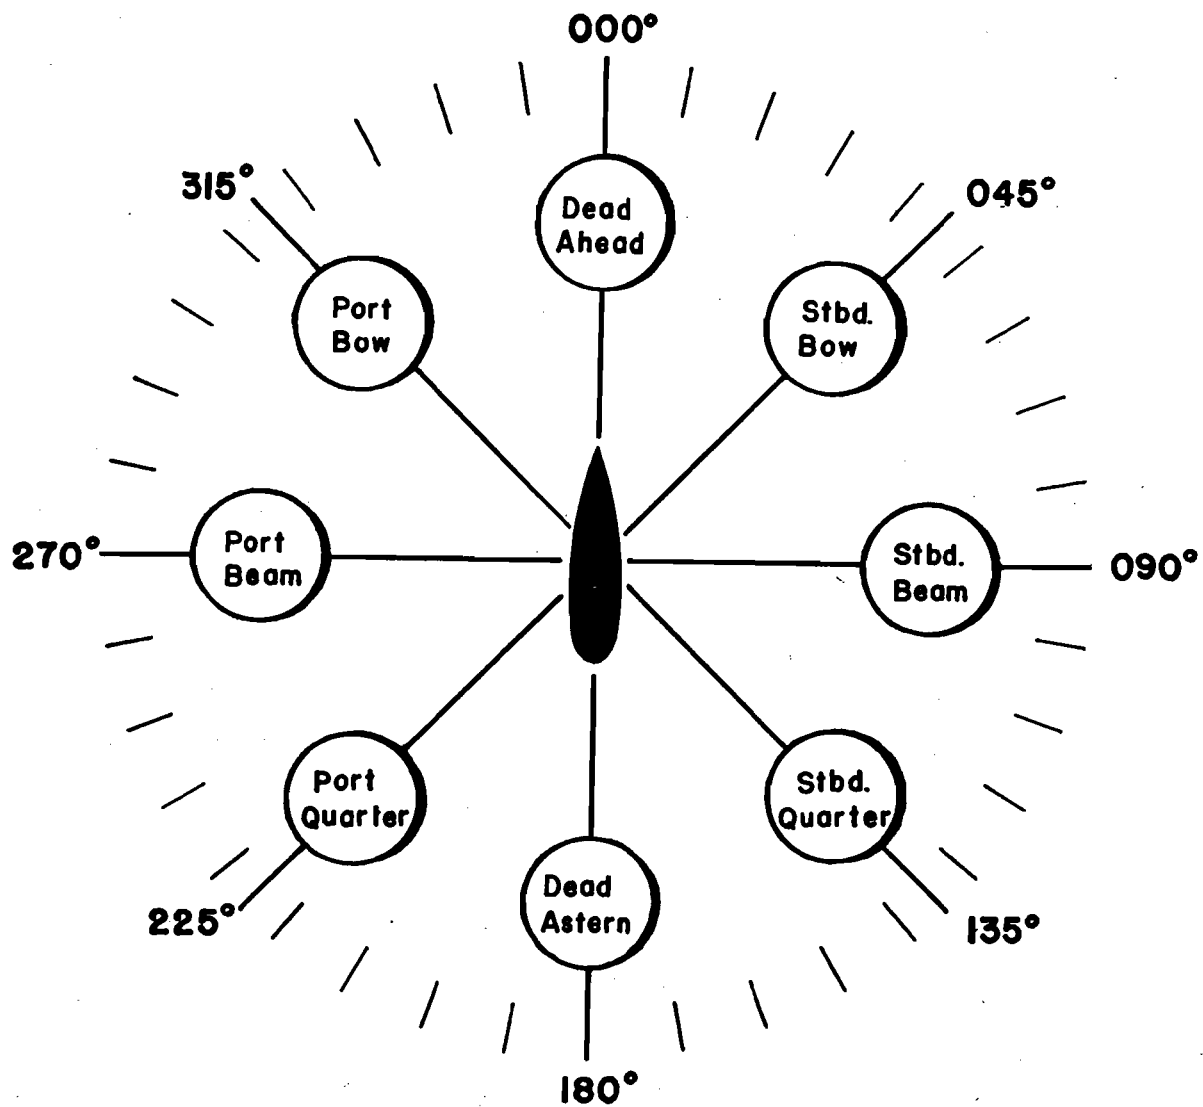 000°
315°
045°
Dead
Ahead
Port
Bow
Stbd.
Bow
270°
Port
Beam
Stbd.
Beam
090°
Port
Quarter
Stbd.
Quarter
225°
Dead
Astern
135°
180°